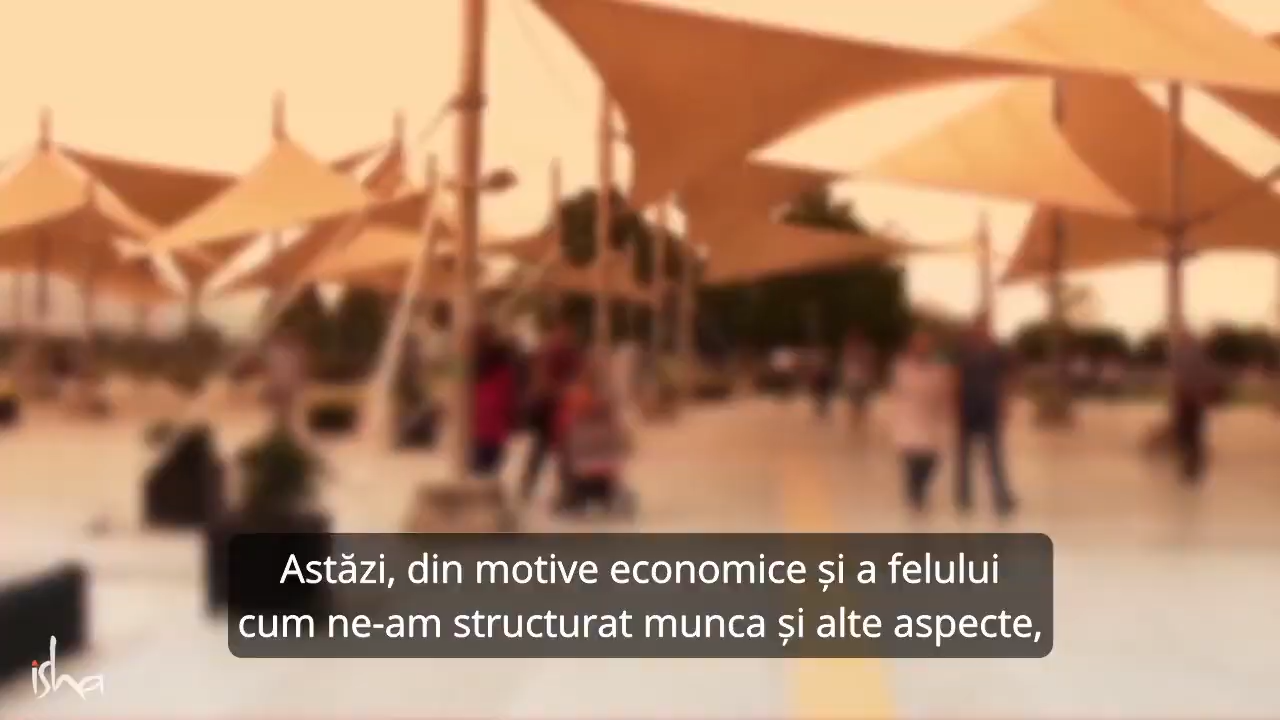 Astăzi, din motive economice și a felului
cum ne-am structurat munca și alte aspecte,
isha